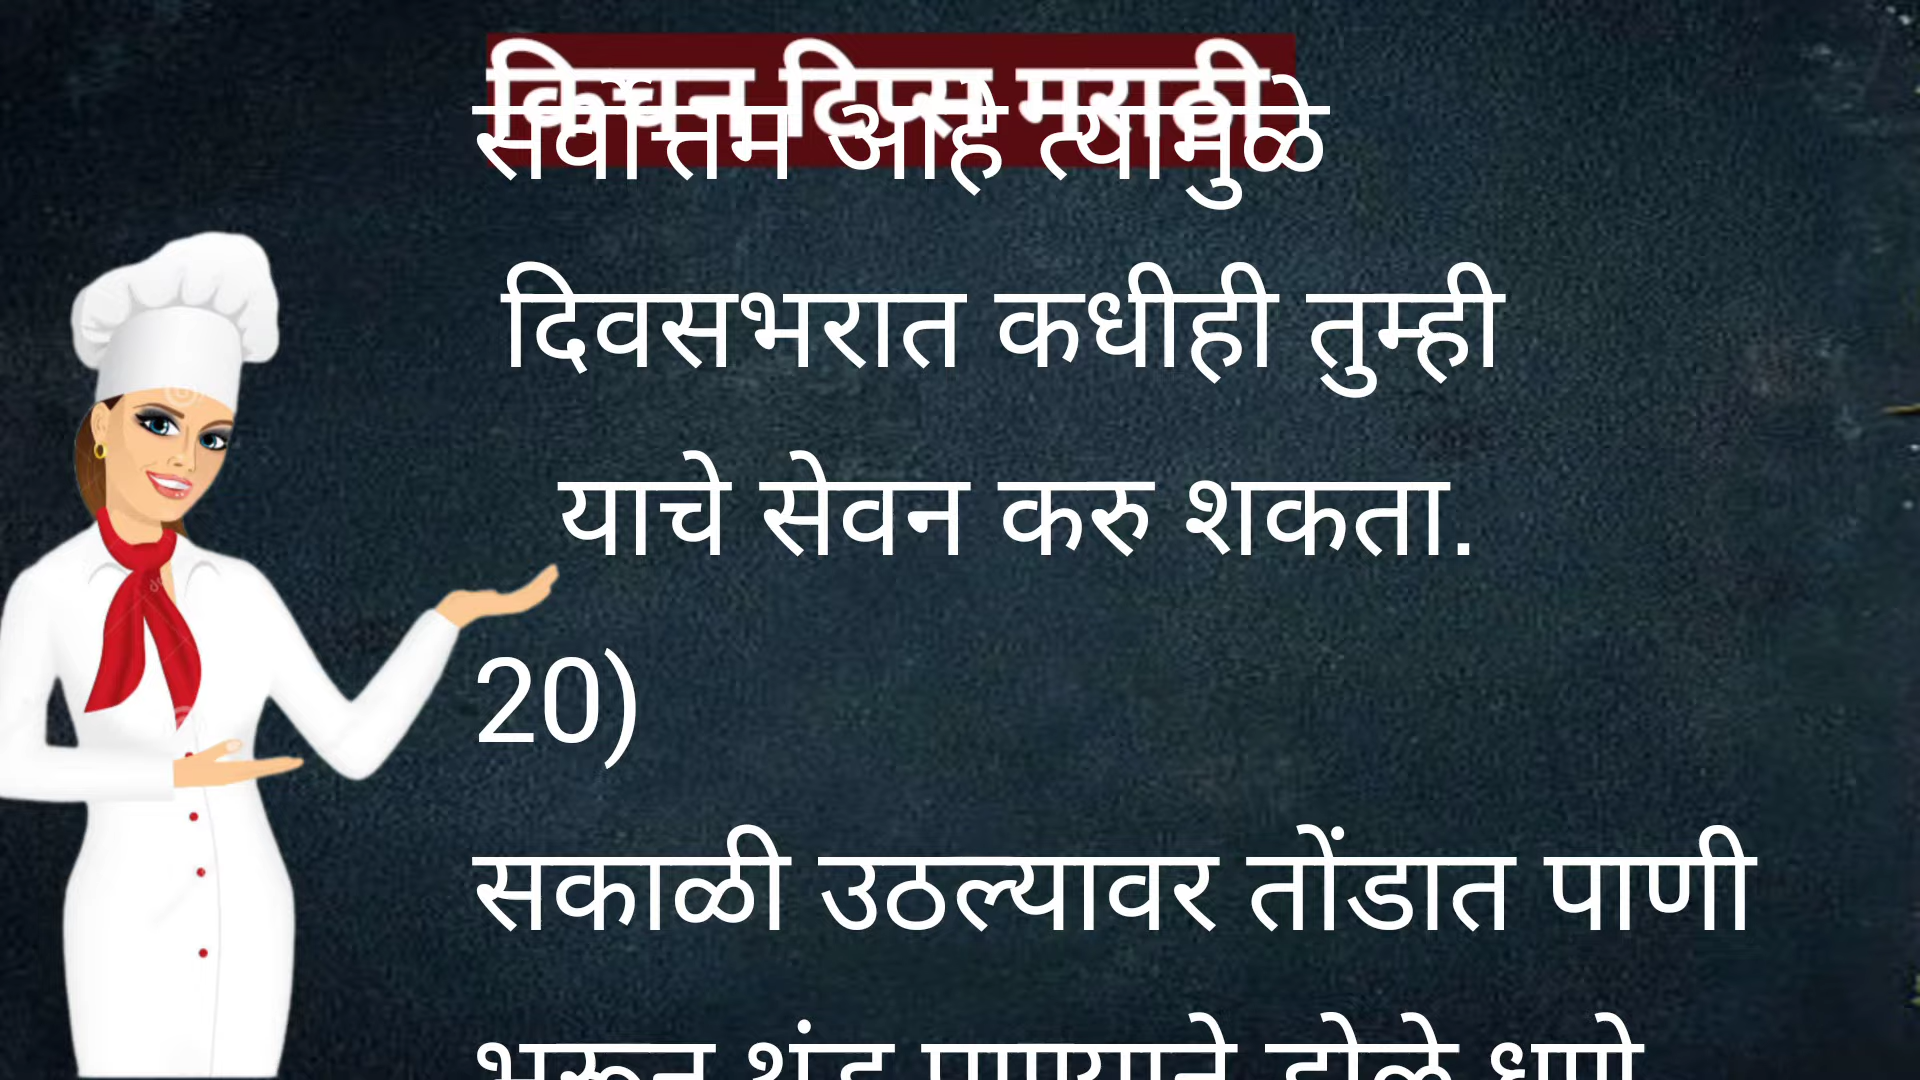 किचन टिप्स मराठी
सर्वोत्तम आहे त्यामुळे
दिवसभरात कधीही तुम्ही
याचे सेवन करु शकता.
20)
सकाळी उठल्यावर तोंडात पाणी
भरून थंड पाण्याने डोळे धुणे